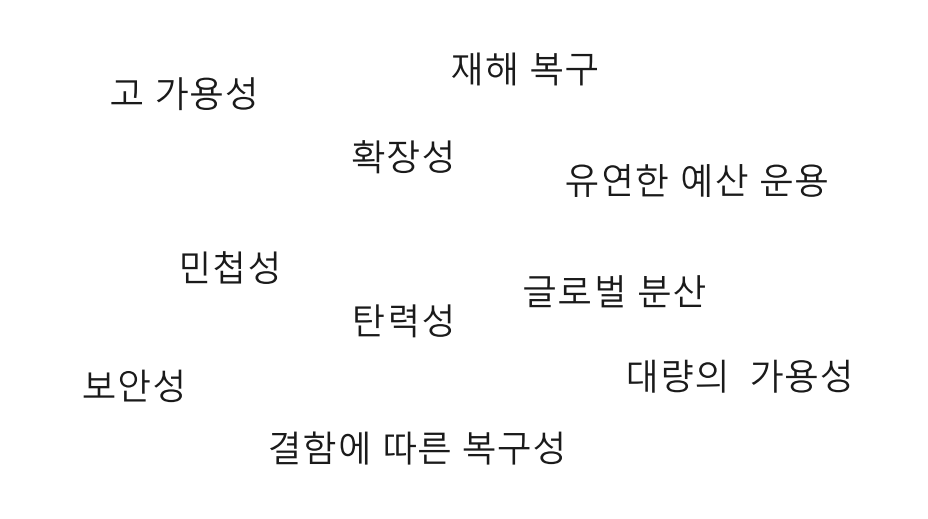 재해 복구
고 가용성
확장성
유연한 예산 운용
민첩성
글로벌 분산
탄력성
대량의 가용성
보안성
결함에 따른 복구성